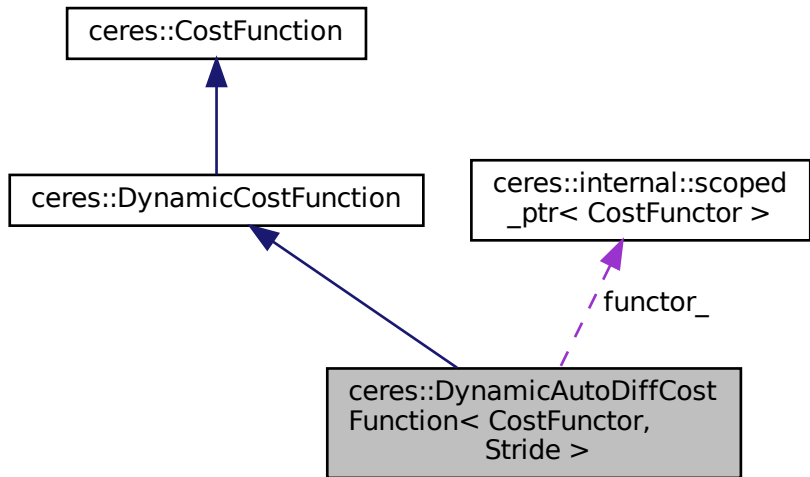 ceres::CostFunction
ceres::DynamicCostFunction
ceres::internal::scoped
_ptr< CostFunctor >
functor_
ceres::DynamicAutoDiffCost
Function< CostFunctor,
Stride >